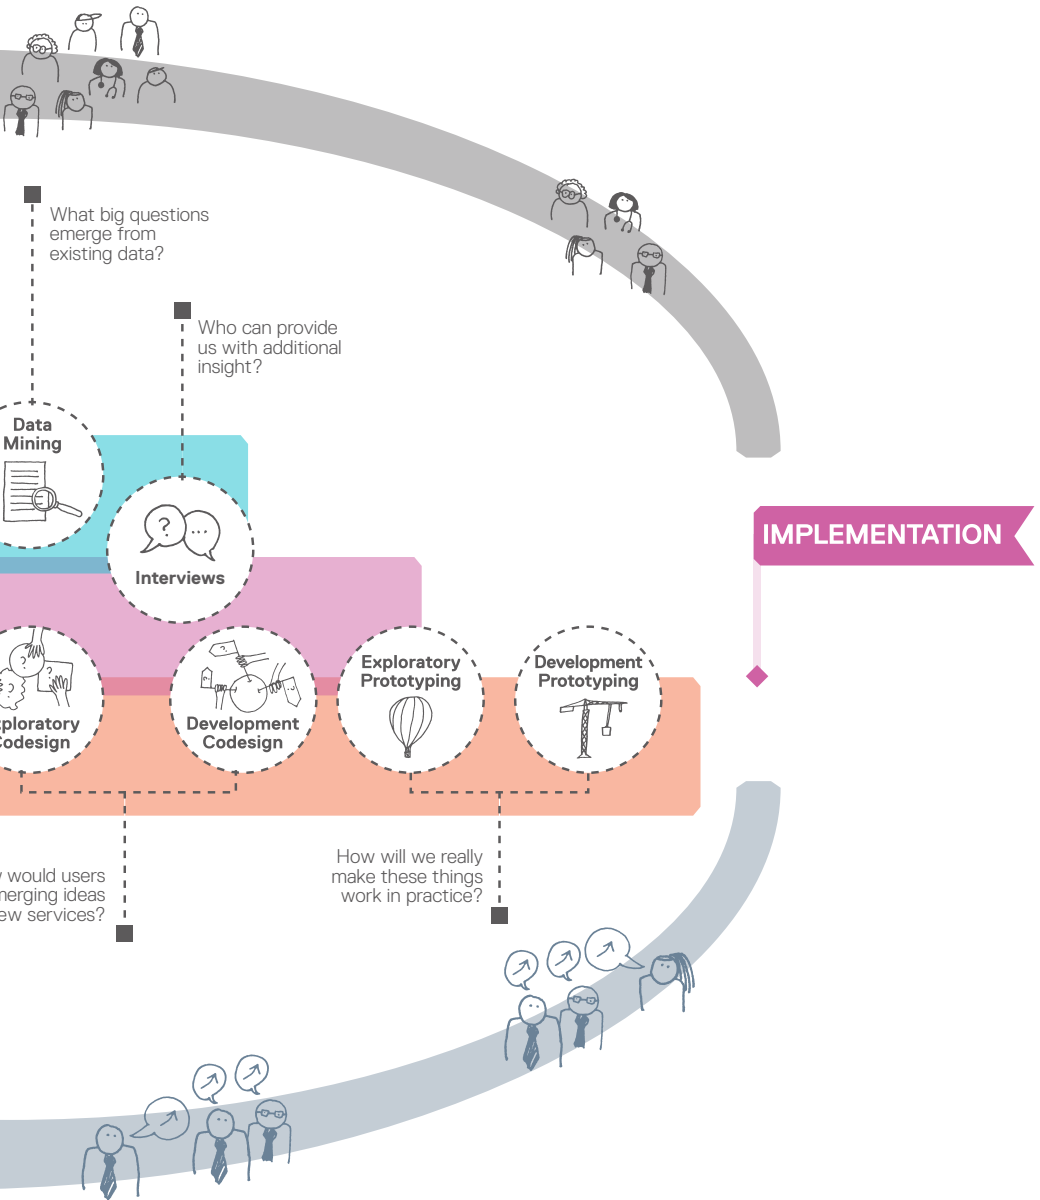 What big questions
emerge from
existing data?
Who can provide
us with additional
insight?
Data
Mining
Interviews
IMPLEMENTATION
Exploratory
Prototyping
Development
Prototyping
ploratory
Codesign
Development
Codesign
would users
merging ideas
ew services?
How will we really
make these things
work in practice?